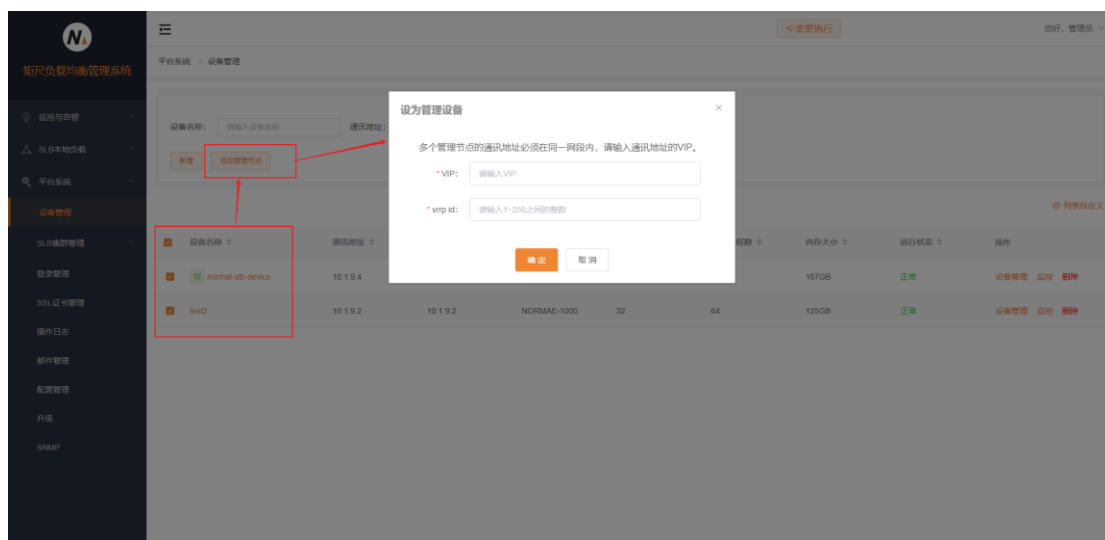 变更执行
您好，管理员
矩尺负载均衡管理系统
平台系统 > 设备管理
监控与告警
SLB本地负载
平台系统
设备管理
SLB集群管理
登录管理
SSL证书管理
操作日志
邮件管理
配置管理
升级
SNMP
设备名称： 请输入设备名称 通讯地址：
新增 添加管理节点
设为管理设备
多个管理节点的通讯地址必须在同一网段内，请输入通讯地址的VIP。
* VIP： 请输入VIP
* vrrp id： 请输入1~255之间的整数
确定 取消
列表自定义
设备名称 通讯地址 程数 内存大小 运行状态 操作
管 normal-slb-device 10.1.9.4 187GB 正常 设备管理 监控 删除
test2 10.1.9.2 10.1.9.2 NORMAE-1000 32 64 125GB 正常 设备管理 监控 删除